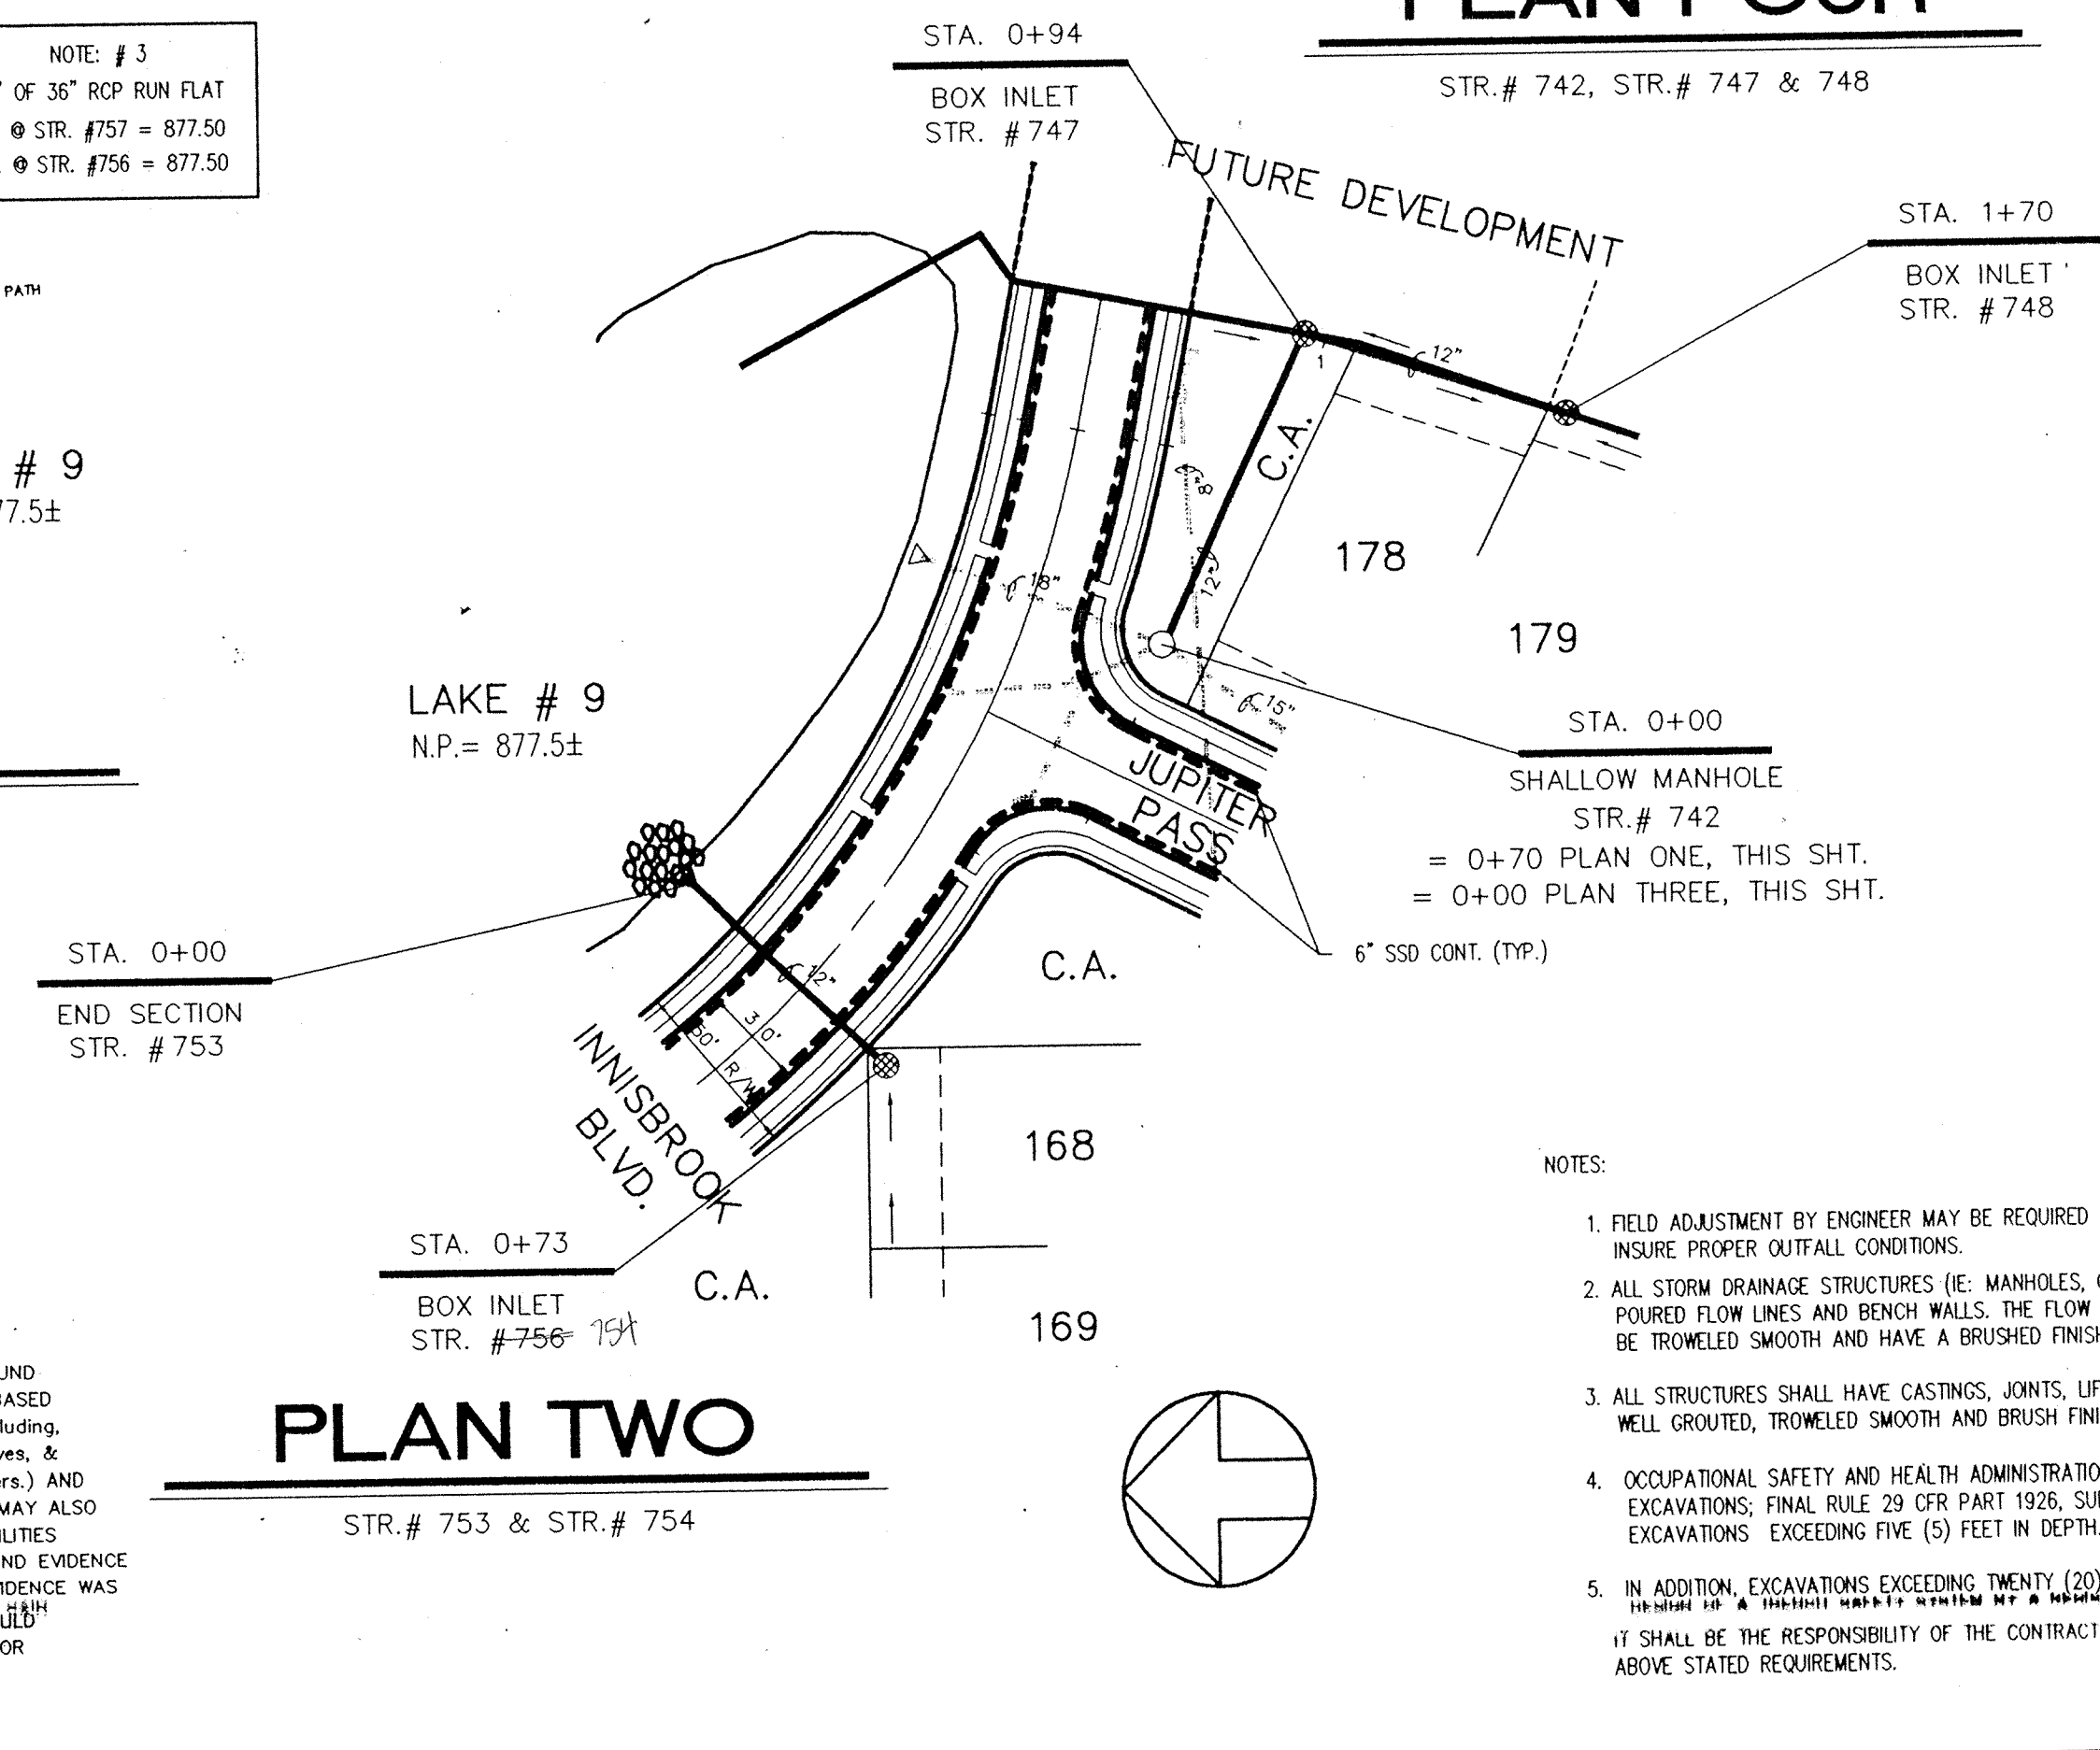 STR.# 742, STR.# 747 & 748
NOTE: # 3
OF 36" RCP RUN FLAT
@ STR. #757 = 877.50
@ STR. #756 = 877.50
PATH
# 9
77.5±
STA. 0+94
BOX INLET
STR. #747
FUTURE DEVELOPMENT
STA. 1+70
BOX INLET
STR. #748
12"
C.A.
8"
12"
18"
15"
178
179
LAKE # 9
N.P.= 877.5±
STA. 0+00
SHALLOW MANHOLE
STR.# 742
= 0+70 PLAN ONE, THIS SHT.
= 0+00 PLAN THREE, THIS SHT.
JUPITER
PASS
6" SSD CONT. (TYP.)
STA. 0+00
END SECTION
STR. #753
12"
30'
50'
R/W
INNISBROOK
BLVD.
C.A.
168
169
C.A.
STA. 0+73
BOX INLET
STR. #756 754
PLAN TWO
STR.# 753 & STR.# 754
UND
BASED
luding,
ves, &
ers.) AND
MAY ALSO
ILITIES
ND EVIDENCE
IDENCE WAS
ULD
OR
NOTES:
1. FIELD ADJUSTMENT BY ENGINEER MAY BE REQUIRED
INSURE PROPER OUTFALL CONDITIONS.
2. ALL STORM DRAINAGE STRUCTURES (IE: MANHOLES,
POURED FLOW LINES AND BENCH WALLS. THE FLOW
BE TROWELED SMOOTH AND HAVE A BRUSHED FINISH
3. ALL STRUCTURES SHALL HAVE CASTINGS, JOINTS, LIF
WELL GROUTED, TROWELED SMOOTH AND BRUSH FINI
4. OCCUPATIONAL SAFETY AND HEALTH ADMINISTRATIO
EXCAVATIONS; FINAL RULE 29 CFR PART 1926, SU
EXCAVATIONS EXCEEDING FIVE (5) FEET IN DEPTH.
5. IN ADDITION, EXCAVATIONS EXCEEDING TWENTY (20)
IT SHALL BE THE RESPONSIBILITY OF THE CONTRACT
ABOVE STATED REQUIREMENTS.